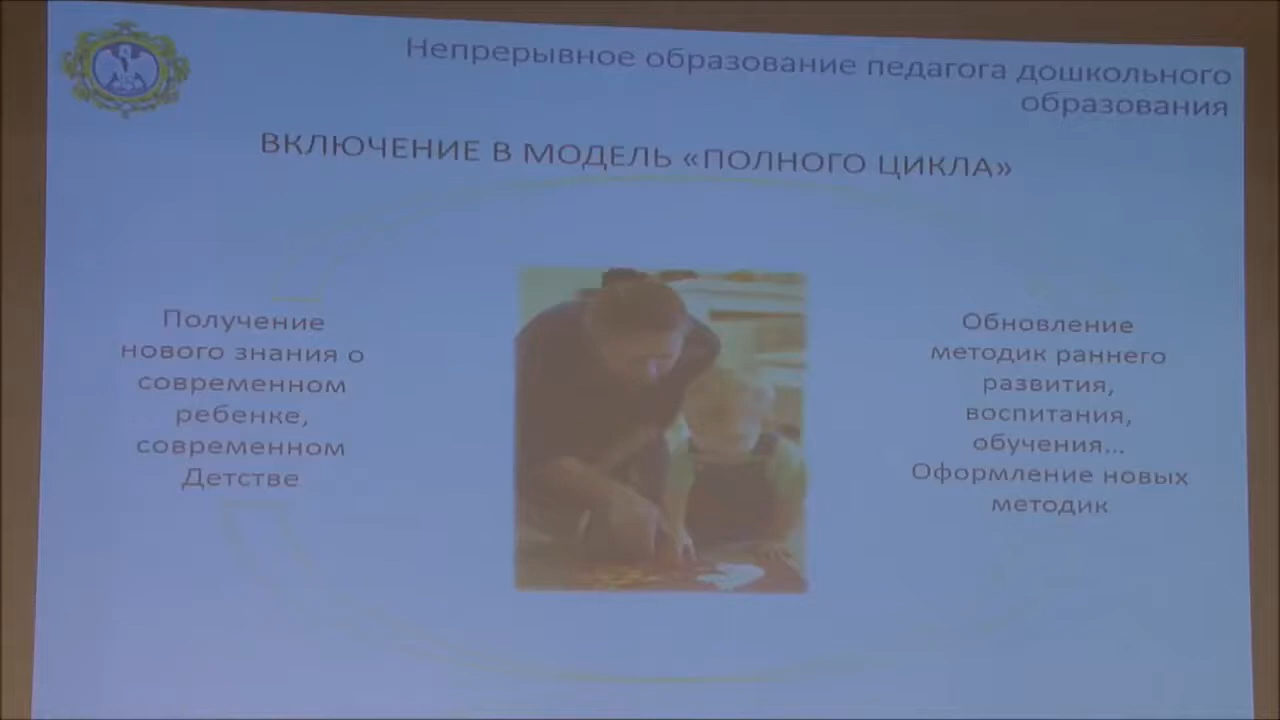 Непрерывное образование педагога дошкольного
образования
ВКЛЮЧЕНИЕ В МОДЕЛЬ «ПОЛНОГО ЦИКЛА»
Получение
нового знания о
современном
ребенке,
современном
Детстве
Обновление
методик раннего
развития,
воспитания,
обучения...
Оформление новых
методик